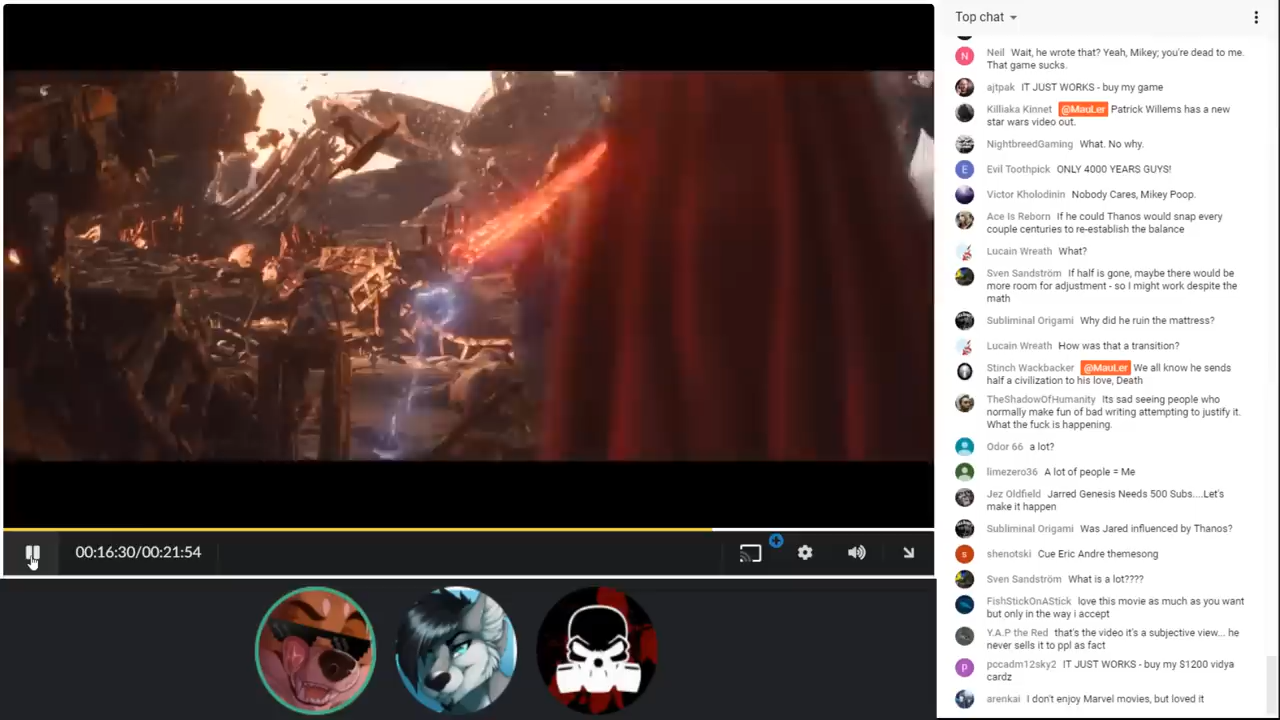 Top chat
Neil Wait, he wrote that? Yeah, Mikey; you're dead to me.
That game sucks.
ajtpak IT JUST WORKS - buy my game
Killiaka Kinnet @MauLer Patrick Willems has a new
star wars video out.
NightbreedGaming What. No why.
E Evil Toothpick ONLY 4000 YEARS GUYS!
Victor Kholodinin Nobody Cares, Mikey Poop.
Ace Is Reborn If he could Thanos would snap every
couple centuries to re-establish the balance
Lucain Wreath What?
Sven Sandström If half is gone, maybe there would be
more room for adjustment - so I might work despite the
math
Subliminal Origami Why did he ruin the mattress?
Lucain Wreath How was that a transition?
Stinch Wackbacker @MauLer We all know he sends
half a civilization to his love, Death
TheShadowOfHumanity Its sad seeing people who
normally make fun of bad writing attempting to justify it.
What the fuck is happening.
Odor 66 a lot?
limezero36 A lot of people = Me
Jez Oldfield Jarred Genesis Needs 500 Subs....Let's
make it happen
Subliminal Origami Was Jared influenced by Thanos?
s shenotski Cue Eric Andre themesong
Sven Sandström What is a lot????
FishStickOnAStick love this movie as much as you want
but only in the way i accept
Y.A.P the Red that's the video it's a subjective view... he
never sells it to ppl as fact
p pccadm12sky2 IT JUST WORKS - buy my $1200 vidya
cardz
arenkai I don't enjoy Marvel movies, but loved it
00:16:30/00:21:54